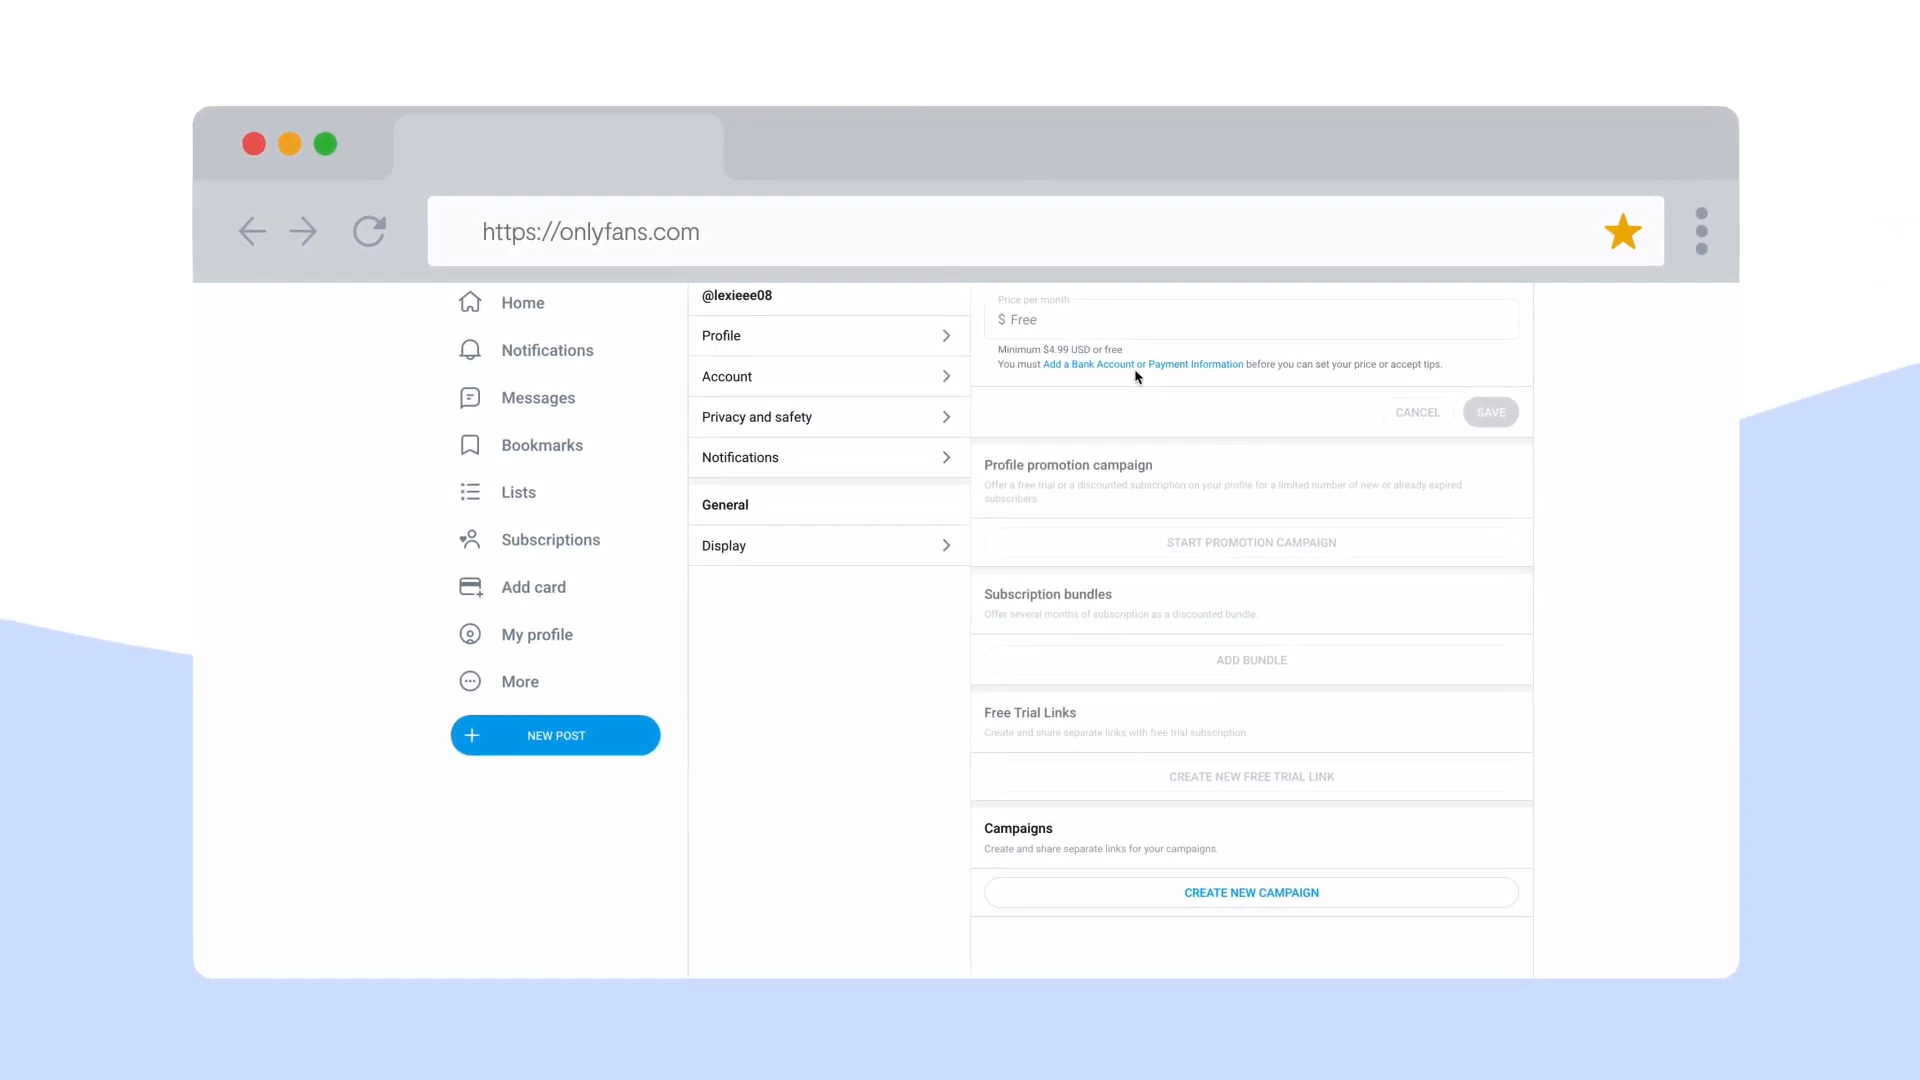 https://onlyfans.com
Home
Notifications
Messages
Bookmarks
Lists
Subscriptions
Add card
My profile
More
NEW POST
@lexieee08
Profile
Account
Privacy and safety
Notifications
General
Display
Price per month
$ Free
Minimum $4.99 USD or free
You must Add a Bank Account or Payment Information before you can set your price or accept tips.
CANCEL SAVE
Profile promotion campaign
Offer a free trial or a discounted subscription on your profile for a limited number of new or already expired
subscribers.
START PROMOTION CAMPAIGN
Subscription bundles
Offer several months of subscription as a discounted bundle.
ADD BUNDLE
Free Trial Links
Create and share separate links with free trial subscription
CREATE NEW FREE TRIAL LINK
Campaigns
Create and share separate links for your campaigns.
CREATE NEW CAMPAIGN